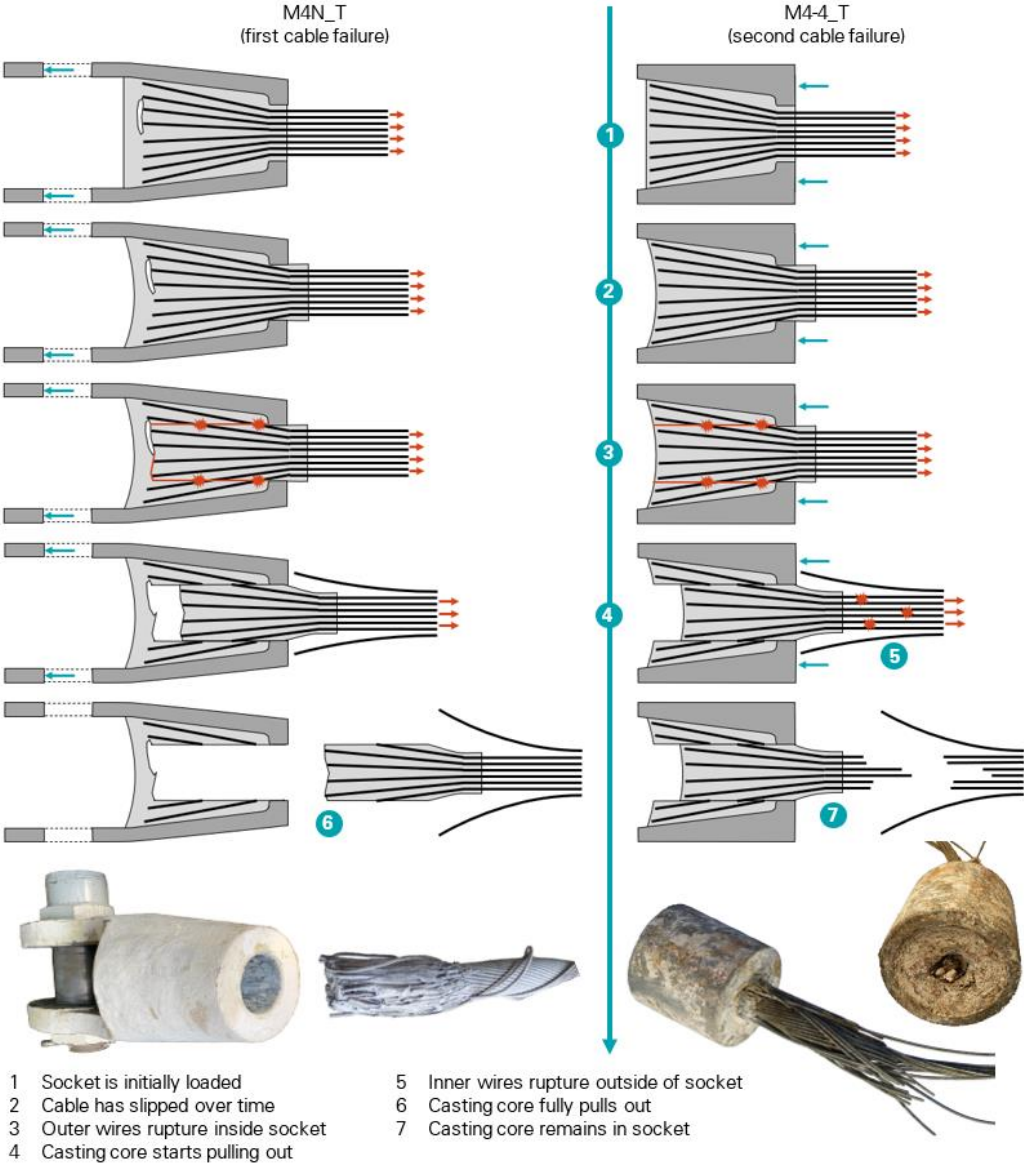 M4N_T
(first cable failure)
M4-4_T
(second cable failure)
1
2
3
4
5
6
7
1 Socket is initially loaded
2 Cable has slipped over time
3 Outer wires rupture inside socket
4 Casting core starts pulling out
5 Inner wires rupture outside of socket
6 Casting core fully pulls out
7 Casting core remains in socket